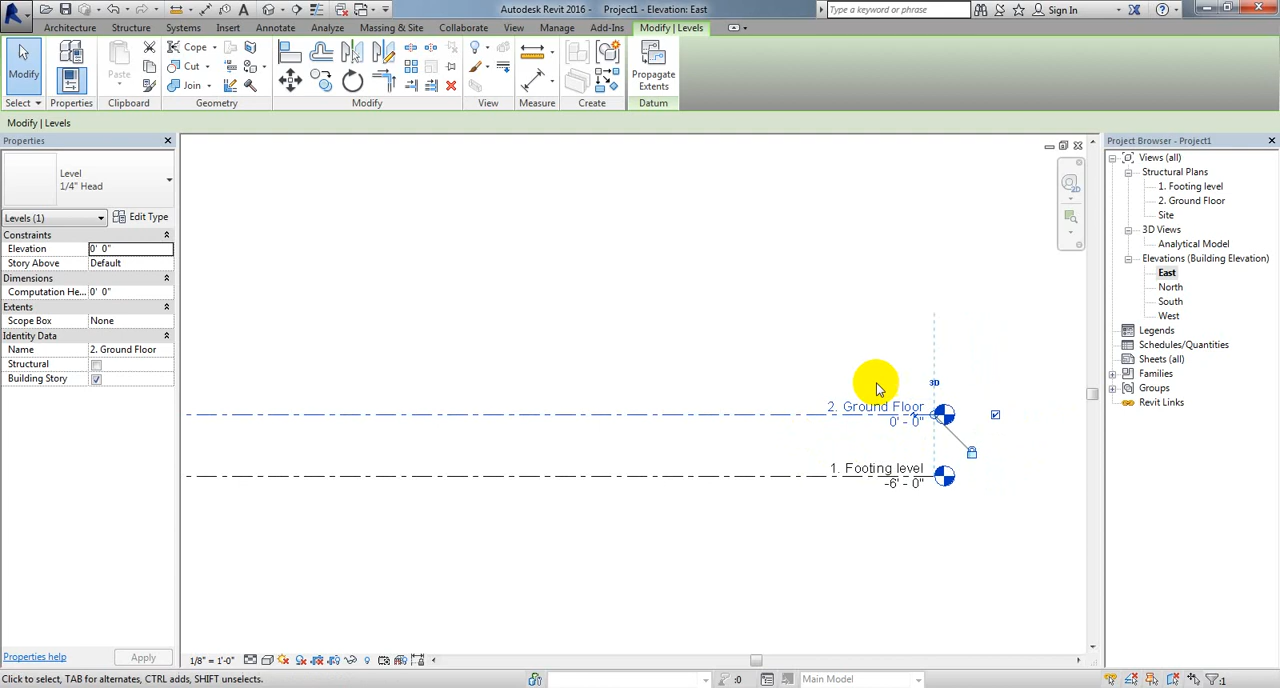 Autodesk Revit 2016 - Project1 - Elevation: East
Type a keyword or phrase
Sign In
Architecture Structure Systems Insert Annotate Analyze Massing & Site Collaborate View Manage Add-Ins Modify | Levels
Modify
Paste
Cope
Cut
Join
Propagate
Extents
Select Properties Clipboard Geometry Modify View Measure Create Datum
Modify | Levels
Properties
Level
1/4" Head
Levels (1)
Edit Type
Constraints
Elevation 0' 0"
Story Above Default
Dimensions
Computation He... 0' 0"
Extents
Scope Box None
Identity Data
Name 2. Ground Floor
Structural
Building Story
Properties help
Apply
2D
3D
2. Ground Floor
0' - 0"
1. Footing level
-6' - 0"
Project Browser - Project1
Views (all)
Structural Plans
1. Footing level
2. Ground Floor
Site
3D Views
Analytical Model
Elevations (Building Elevation)
East
North
South
West
Legends
Schedules/Quantities
Sheets (all)
Families
Groups
Revit Links
1/8" = 1'-0"
Click to select, TAB for alternates, CTRL adds, SHIFT unselects.
:0
Main Model
:1